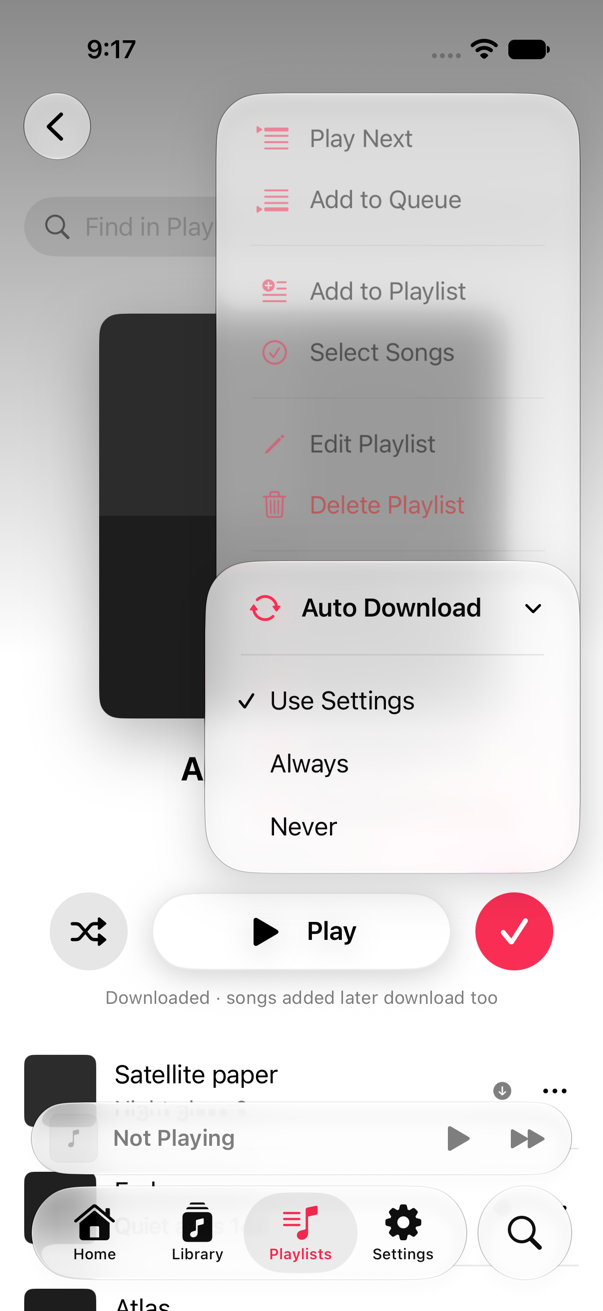 9:17
Play Next
Find in Play
Add to Queue
Add to Playlist
Select Songs
Edit Playlist
Delete Playlist
Auto Download
Use Settings
A
Always
Never
Play
Downloaded · songs added later download too
Satellite paper
Not Playing
Home
Library
Playlists
Settings
Atlas